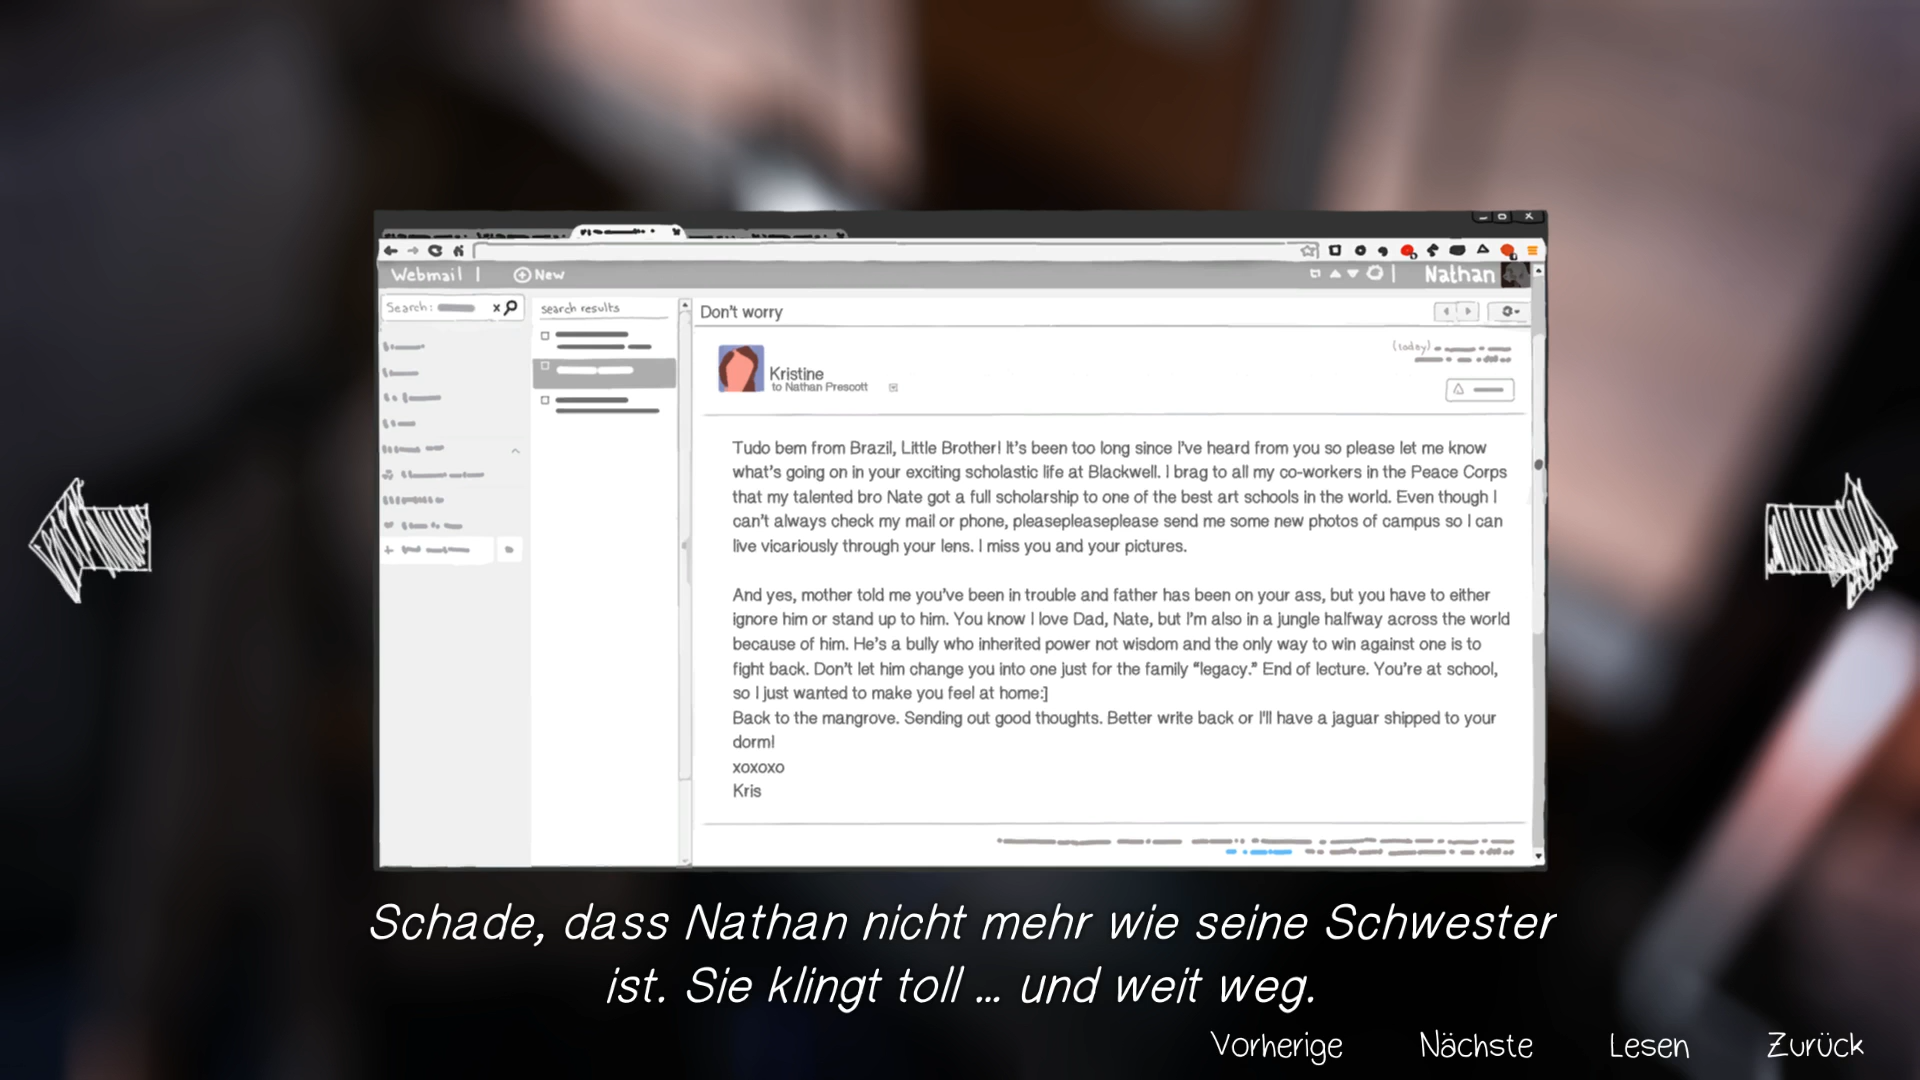 Webmail | New
Nathan
Search:
search results
Don't worry
(today)
Kristine
to Nathan Prescott
Tudo bem from Brazil, Little Brother! It's been too long since I've heard from you so please let me know
what's going on in your exciting scholastic life at Blackwell. I brag to all my co-workers in the Peace Corps
that my talented bro Nate got a full scholarship to one of the best art schools in the world. Even though I
can't always check my mail or phone, pleasepleaseplease send me some new photos of campus so I can
live vicariously through your lens. I miss you and your pictures.
And yes, mother told me you've been in trouble and father has been on your ass, but you have to either
ignore him or stand up to him. You know I love Dad, Nate, but I'm also in a jungle halfway across the world
because of him. He's a bully who inherited power not wisdom and the only way to win against one is to
fight back. Don't let him change you into one just for the family “legacy.” End of lecture. You're at school,
so I just wanted to make you feel at home:]
Back to the mangrove. Sending out good thoughts. Better write back or I'll have a jaguar shipped to your
dorm!
xoxoxo
Kris
Schade, dass Nathan nicht mehr wie seine Schwester
ist. Sie klingt toll ... und weit weg.
Vorherige Nächste Lesen Zurück